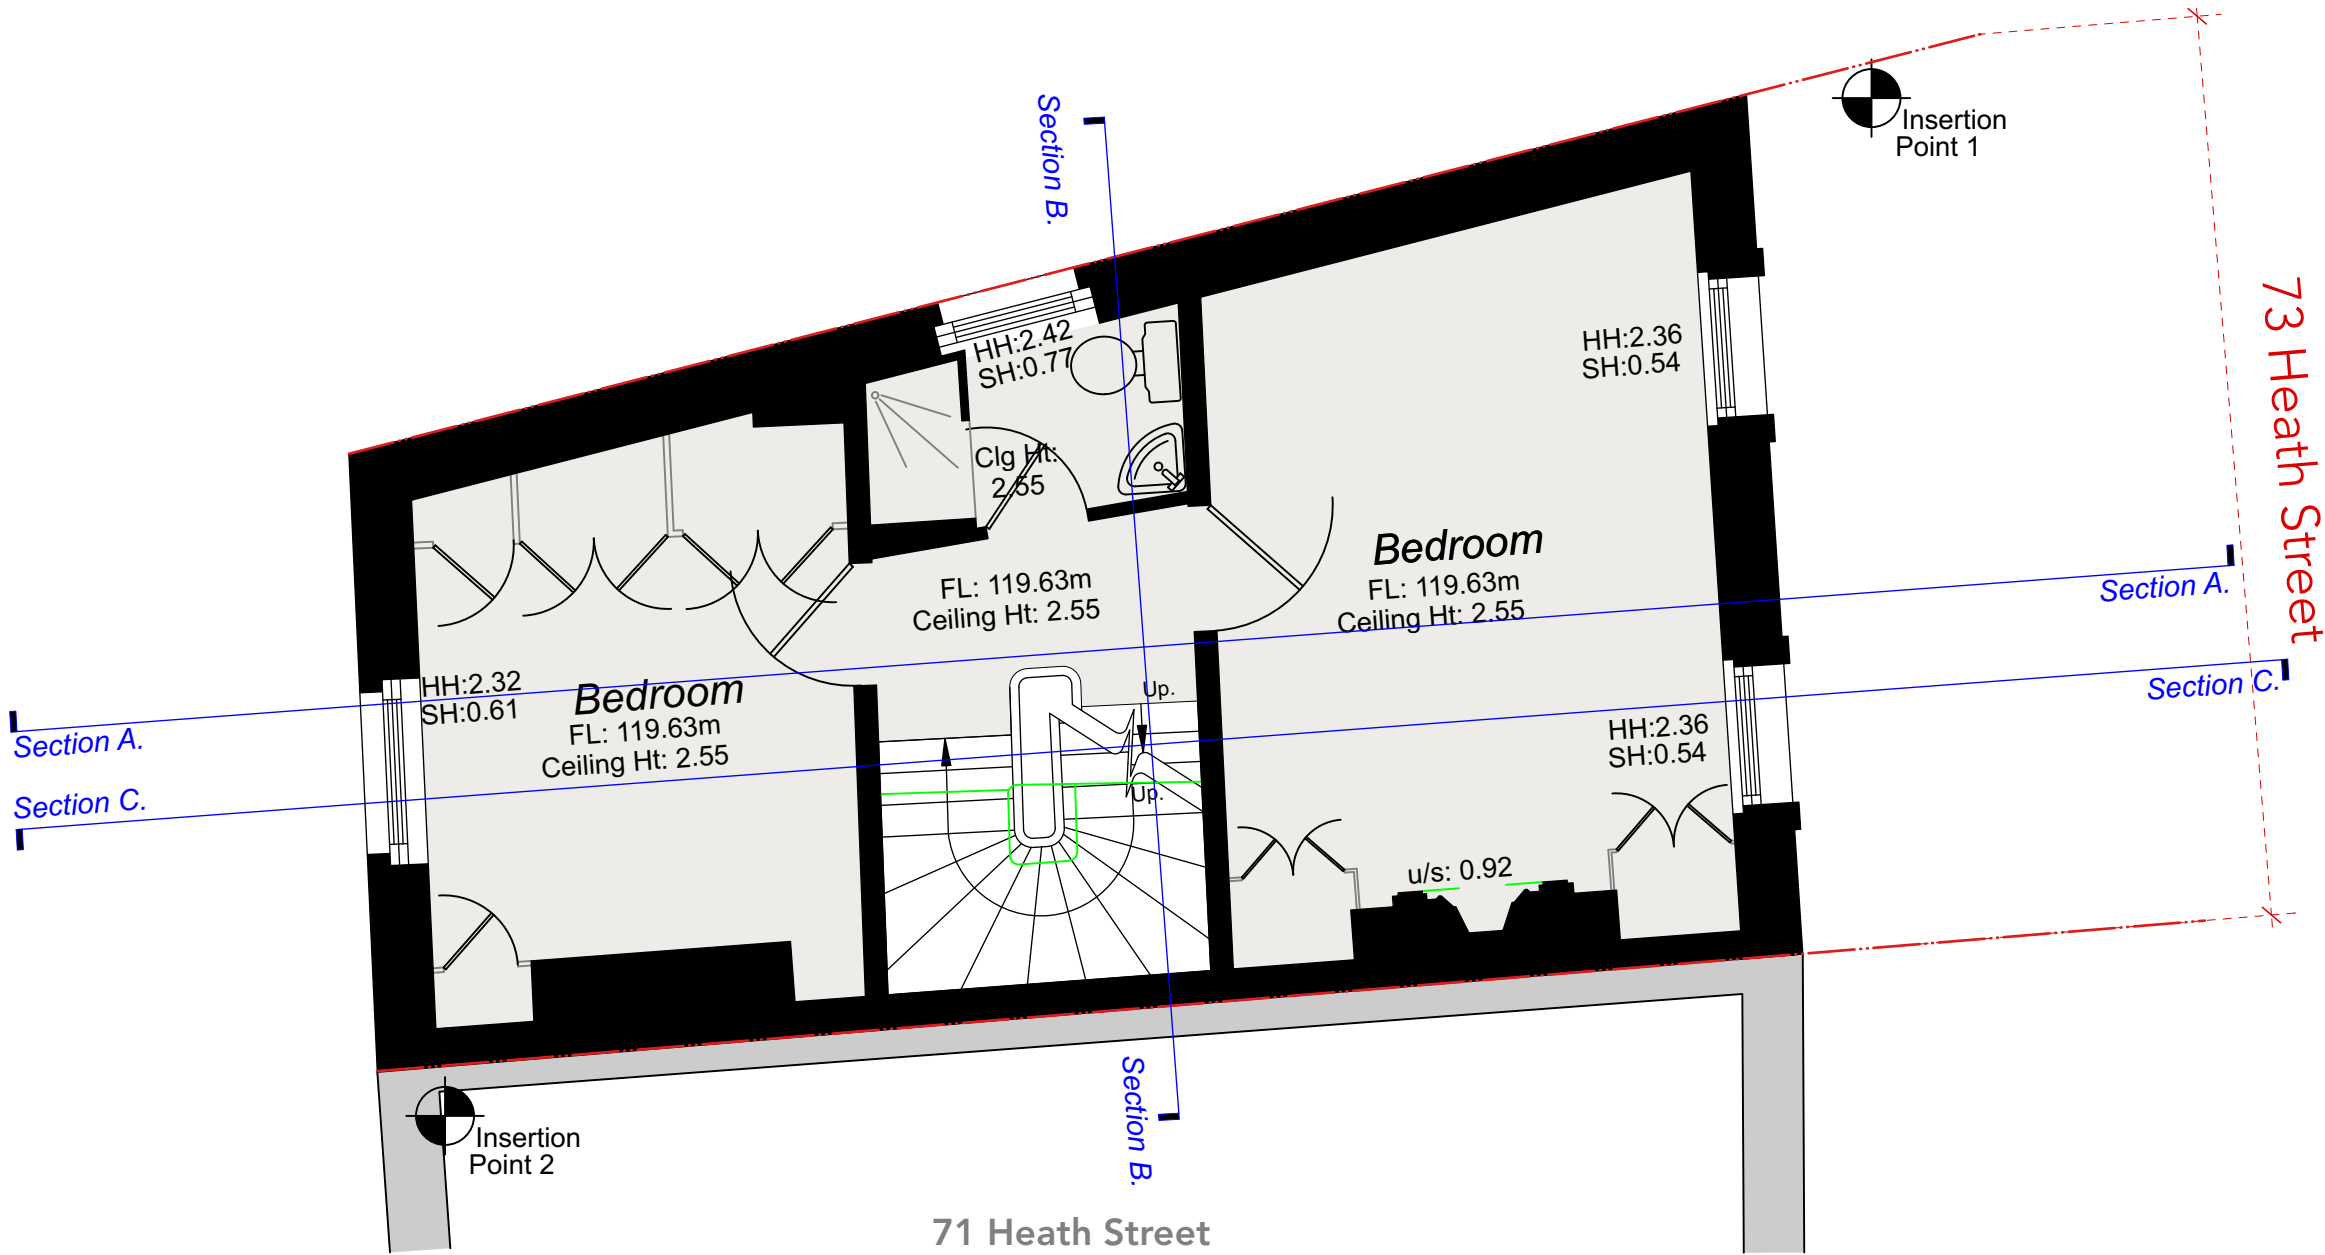 Section B.
Insertion
Point 1
73 Heath Street
HH:2.42
SH:0.77
HH:2.36
SH:0.54
Clg Ht:
2.55
Bedroom
FL: 119.63m
Ceiling Ht: 2.55
FL: 119.63m
Ceiling Ht: 2.55
Section A.
Section C.
HH:2.32
SH:0.61
Bedroom
FL: 119.63m
Ceiling Ht: 2.55
Up.
Up.
HH:2.36
SH:0.54
Section A.
Section C.
u/s: 0.92
Section B.
Insertion
Point 2
71 Heath Street